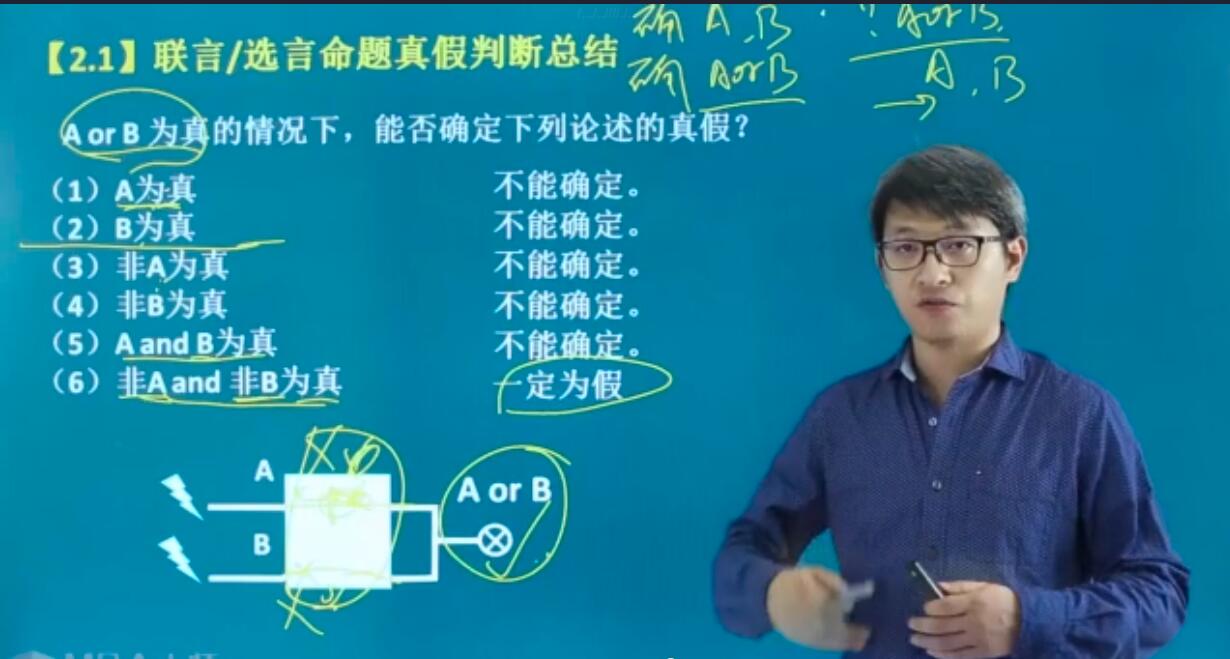 【2.1】联言/选言命题真假判断总结
确 A、B
确 A or B
? A or B
A、B
A or B 为真的情况下，能否确定下列论述的真假？
（1）A为真 不能确定。
（2）B为真 不能确定。
（3）非A为真 不能确定。
（4）非B为真 不能确定。
（5）A and B为真 不能确定。
（6）非A and 非B为真 一定为假
A
A or B
B